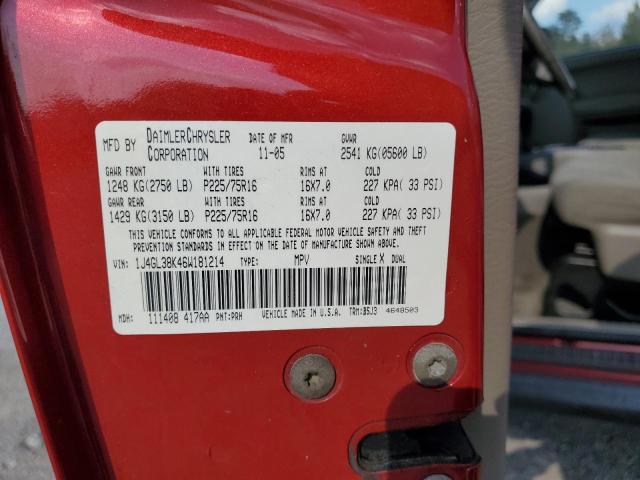 MFD BY DAIMLERCHRYSLER CORPORATION DATE OF MFR 11-05 GVWR 2541 KG(05600 LB)
GAWR FRONT WITH TIRES RIMS AT COLD
1248 KG(2750 LB) P225/75R16 16X7.0 227 KPA( 33 PSI)
GAWR REAR WITH TIRES RIMS AT COLD
1429 KG(3150 LB) P225/75R16 16X7.0 227 KPA( 33 PSI)
THIS VEHICLE CONFORMS TO ALL APPLICABLE FEDERAL MOTOR VEHICLE SAFETY AND THEFT
PREVENTION STANDARDS IN EFFECT ON THE DATE OF MANUFACTURE SHOWN ABOVE.
VIN: 1J4GL38K46W181214 TYPE: MPV SINGLE X DUAL
MDH: 111408 417AA PNT:PRH VEHICLE MADE IN U.S.A. TRM:B5J3 4648503